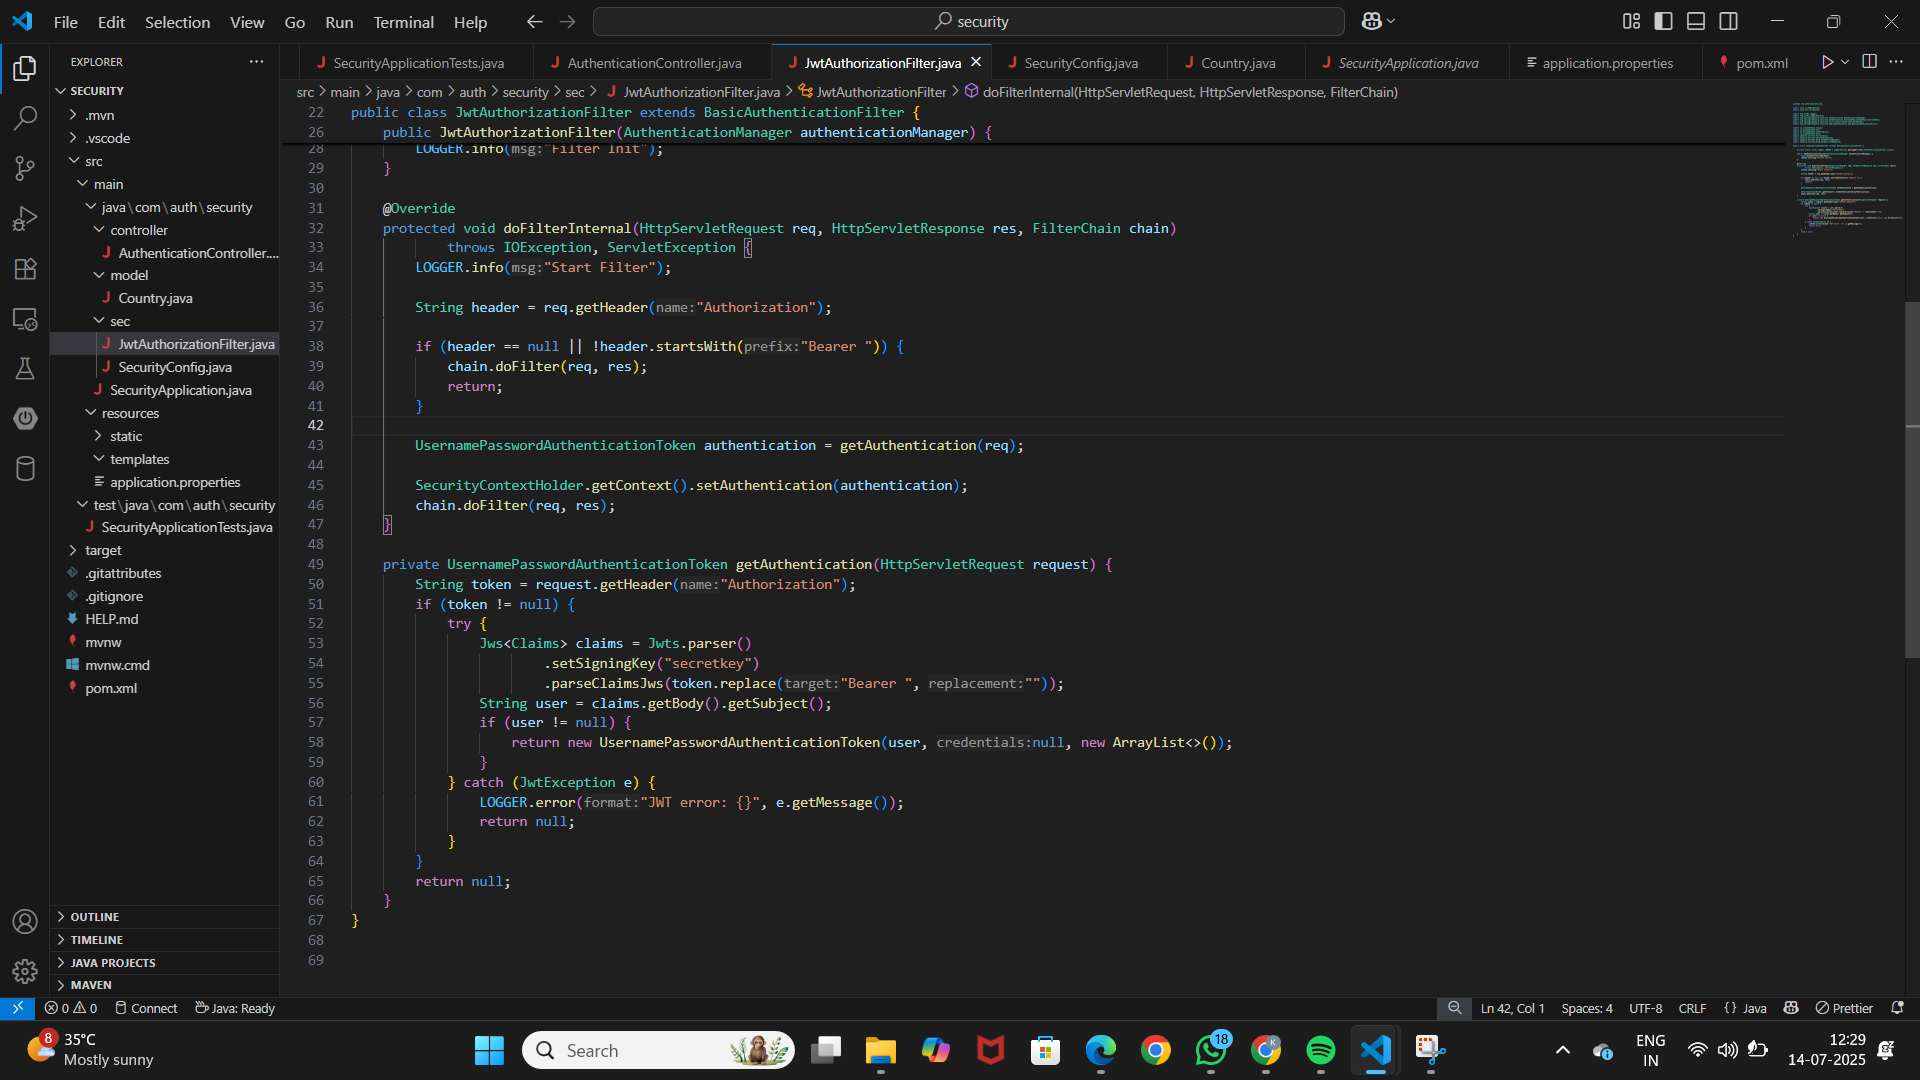 File Edit Selection View Go Run Terminal Help
security
EXPLORER
SecurityApplicationTests.java
AuthenticationController.java
JwtAuthorizationFilter.java
SecurityConfig.java
Country.java
SecurityApplication.java
application.properties
pom.xml
src > main > java > com > auth > security > sec > JwtAuthorizationFilter.java > JwtAuthorizationFilter > doFilterInternal(HttpServletRequest, HttpServletResponse, FilterChain)
SECURITY
.mvn
.vscode
src
main
java\com\auth\security
controller
AuthenticationController....
model
Country.java
sec
JwtAuthorizationFilter.java
SecurityConfig.java
SecurityApplication.java
resources
static
templates
application.properties
test\java\com\auth\security
SecurityApplicationTests.java
target
.gitattributes
.gitignore
HELP.md
mvnw
mvnw.cmd
pom.xml
OUTLINE
TIMELINE
JAVA PROJECTS
MAVEN
22 public class JwtAuthorizationFilter extends BasicAuthenticationFilter {
26 public JwtAuthorizationFilter(AuthenticationManager authenticationManager) {
28 LOGGER.info(msg:"Filter Init");
29 }
30
31 @Override
32 protected void doFilterInternal(HttpServletRequest req, HttpServletResponse res, FilterChain chain)
33 throws IOException, ServletException {
34 LOGGER.info(msg:"Start Filter");
35
36 String header = req.getHeader(name:"Authorization");
37
38 if (header == null || !header.startsWith(prefix:"Bearer ")) {
39 chain.doFilter(req, res);
40 return;
41 }
42
43 UsernamePasswordAuthenticationToken authentication = getAuthentication(req);
44
45 SecurityContextHolder.getContext().setAuthentication(authentication);
46 chain.doFilter(req, res);
47 }
48
49 private UsernamePasswordAuthenticationToken getAuthentication(HttpServletRequest request) {
50 String token = request.getHeader(name:"Authorization");
51 if (token != null) {
52 try {
53 Jws<Claims> claims = Jwts.parser()
54 .setSigningKey("secretkey")
55 .parseClaimsJws(token.replace(target:"Bearer ", replacement:""));
56 String user = claims.getBody().getSubject();
57 if (user != null) {
58 return new UsernamePasswordAuthenticationToken(user, credentials:null, new ArrayList<>());
59 }
60 } catch (JwtException e) {
61 LOGGER.error(format:"JWT error: {}", e.getMessage());
62 return null;
63 }
64 }
65 return null;
66 }
67 }
68
69
0 0 Connect Java: Ready
Ln 42, Col 1 Spaces: 4 UTF-8 CRLF {} Java Prettier
8
35°C
Mostly sunny
Search
18
K
ENG
IN
12:29
14-07-2025